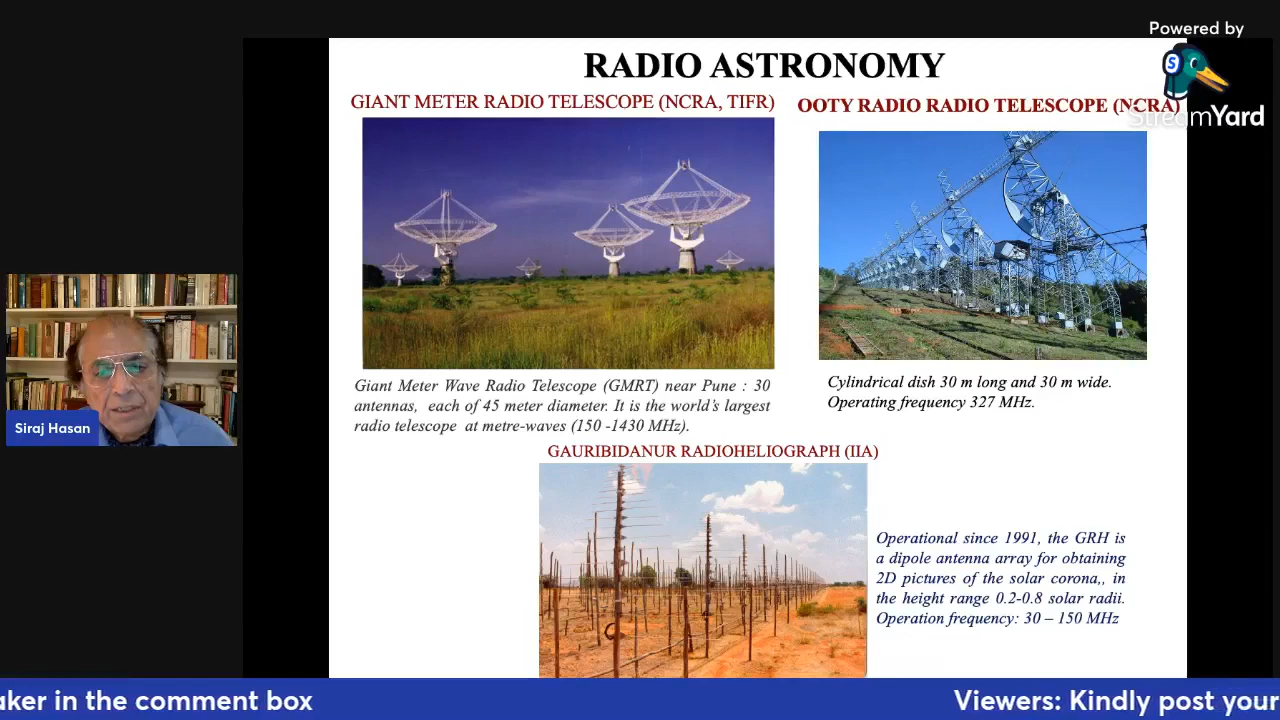 Powered by
StreamYard
RADIO ASTRONOMY
GIANT METER RADIO TELESCOPE (NCRA, TIFR)
OOTY RADIO RADIO TELESCOPE (NCRA)
Giant Meter Wave Radio Telescope (GMRT) near Pune : 30
antennas, each of 45 meter diameter. It is the world's largest
radio telescope at metre-waves (150 -1430 MHz).
Cylindrical dish 30 m long and 30 m wide.
Operating frequency 327 MHz.
GAURIBIDANUR RADIOHELIOGRAPH (IIA)
Operational since 1991, the GRH is
a dipole antenna array for obtaining
2D pictures of the solar corona,, in
the height range 0.2-0.8 solar radii.
Operation frequency: 30 – 150 MHz
Siraj Hasan
aker in the comment box
Viewers: Kindly post your